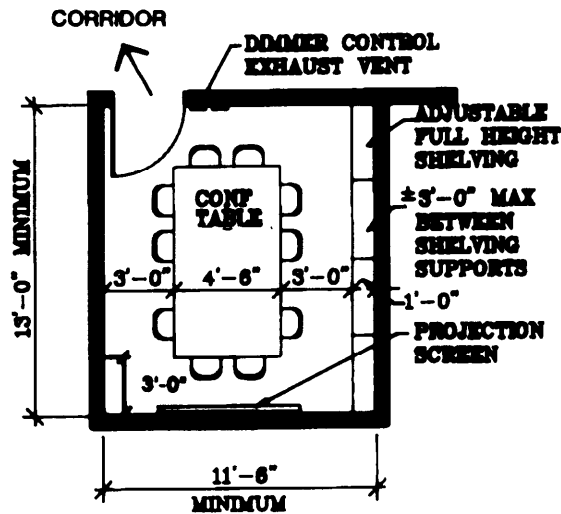 CORRIDOR
DIMMER CONTROL
EXHAUST VENT
ADJUSTABLE
FULL HEIGHT
SHELVING
CONF
TABLE
±3'-0" MAX
BETWEEN
SHELVING
SUPPORTS
13'-0" MINIMUM
3'-0"
4'-6"
3'-0"
1'-0"
PROJECTION
SCREEN
3'-0"
11'-6"
MINIMUM